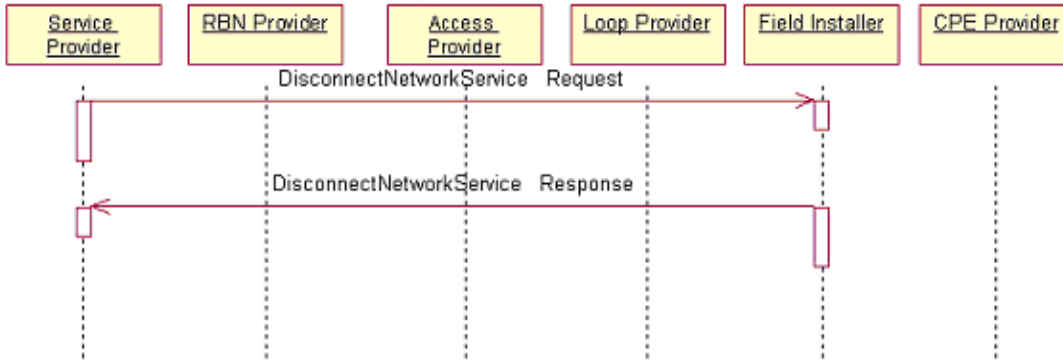 Service
Provider
RBN Provider
Access
Provider
Loop Provider
Field Installer
CPE Provider
DisconnectNetworkService Request
DisconnectNetworkService Response